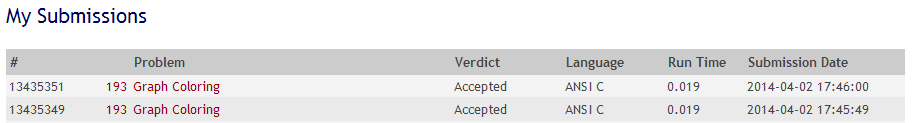 My Submissions
# Problem Verdict Language Run Time Submission Date
13435351 193 Graph Coloring Accepted ANSI C 0.019 2014-04-02 17:46:00
13435349 193 Graph Coloring Accepted ANSI C 0.019 2014-04-02 17:45:49